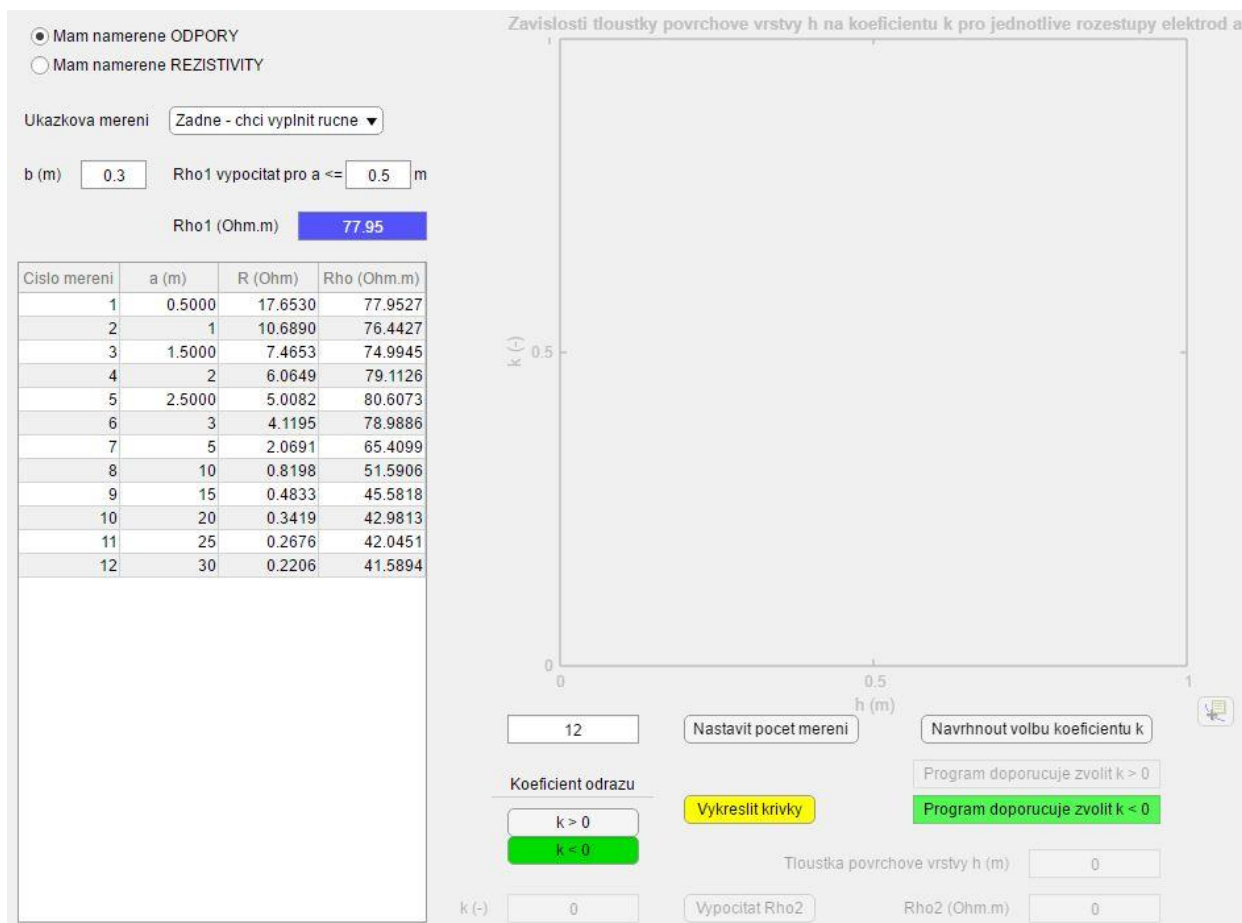 Mam namerene ODPORY
Mam namerene REZISTIVITY
Ukazkova mereni Zadne - chci vyplnit rucne
b (m) 0.3 Rho1 vypocitat pro a <= 0.5 m
Rho1 (Ohm.m) 77.95
Cislo mereni a (m) R (Ohm) Rho (Ohm.m)
1 0.5000 17.6530 77.9527
2 1 10.6890 76.4427
3 1.5000 7.4653 74.9945
4 2 6.0649 79.1126
5 2.5000 5.0082 80.6073
6 3 4.1195 78.9886
7 5 2.0691 65.4099
8 10 0.8198 51.5906
9 15 0.4833 45.5818
10 20 0.3419 42.9813
11 25 0.2676 42.0451
12 30 0.2206 41.5894
Zavislosti tloustky povrchove vrstvy h na koeficientu k pro jednotlive rozestupy elektrod a
1
k (-)
0.5
0
0 0.5 1
h (m)
12 Nastavit pocet mereni Navrhnout volbu koeficientu k
Program doporucuje zvolit k > 0
Koeficient odrazu
Vykreslit krivky Program doporucuje zvolit k < 0
k > 0
k < 0
Tloustka povrchove vrstvy h (m) 0
k (-) 0 Vypocitat Rho2 Rho2 (Ohm.m) 0